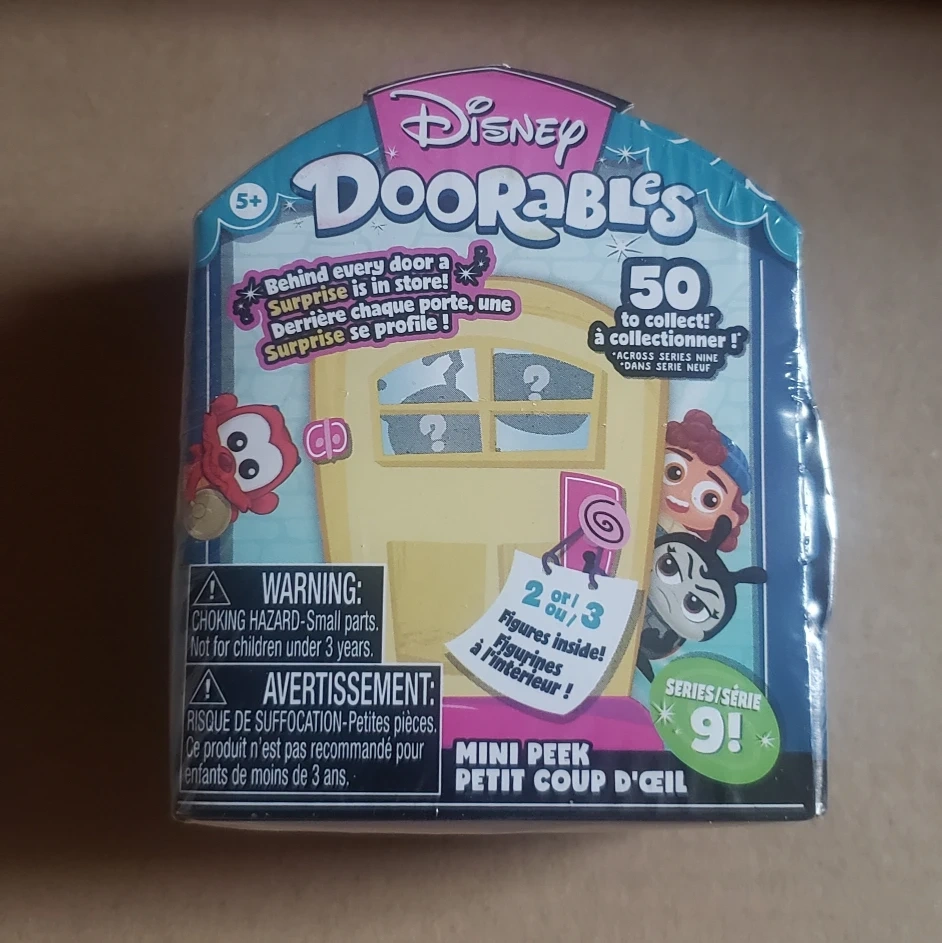 DISNEY
DOORABLES
5+
Behind every door a
Surprise is in store!
Derrière chaque porte, une
Surprise se profile !
50
to collect!*
à collectionner !*
*ACROSS SERIES NINE
*DANS SERIE NEUF
?
?
2 or/ou/ 3
Figures inside!
Figurines
à l'intérieur !
WARNING:
CHOKING HAZARD-Small parts.
Not for children under 3 years.
AVERTISSEMENT:
RISQUE DE SUFFOCATION-Petites pièces.
Ce produit n'est pas recommandé pour
enfants de moins de 3 ans.
SERIES/SÉRIE
9!
MINI PEEK
PETIT COUP D'ŒIL